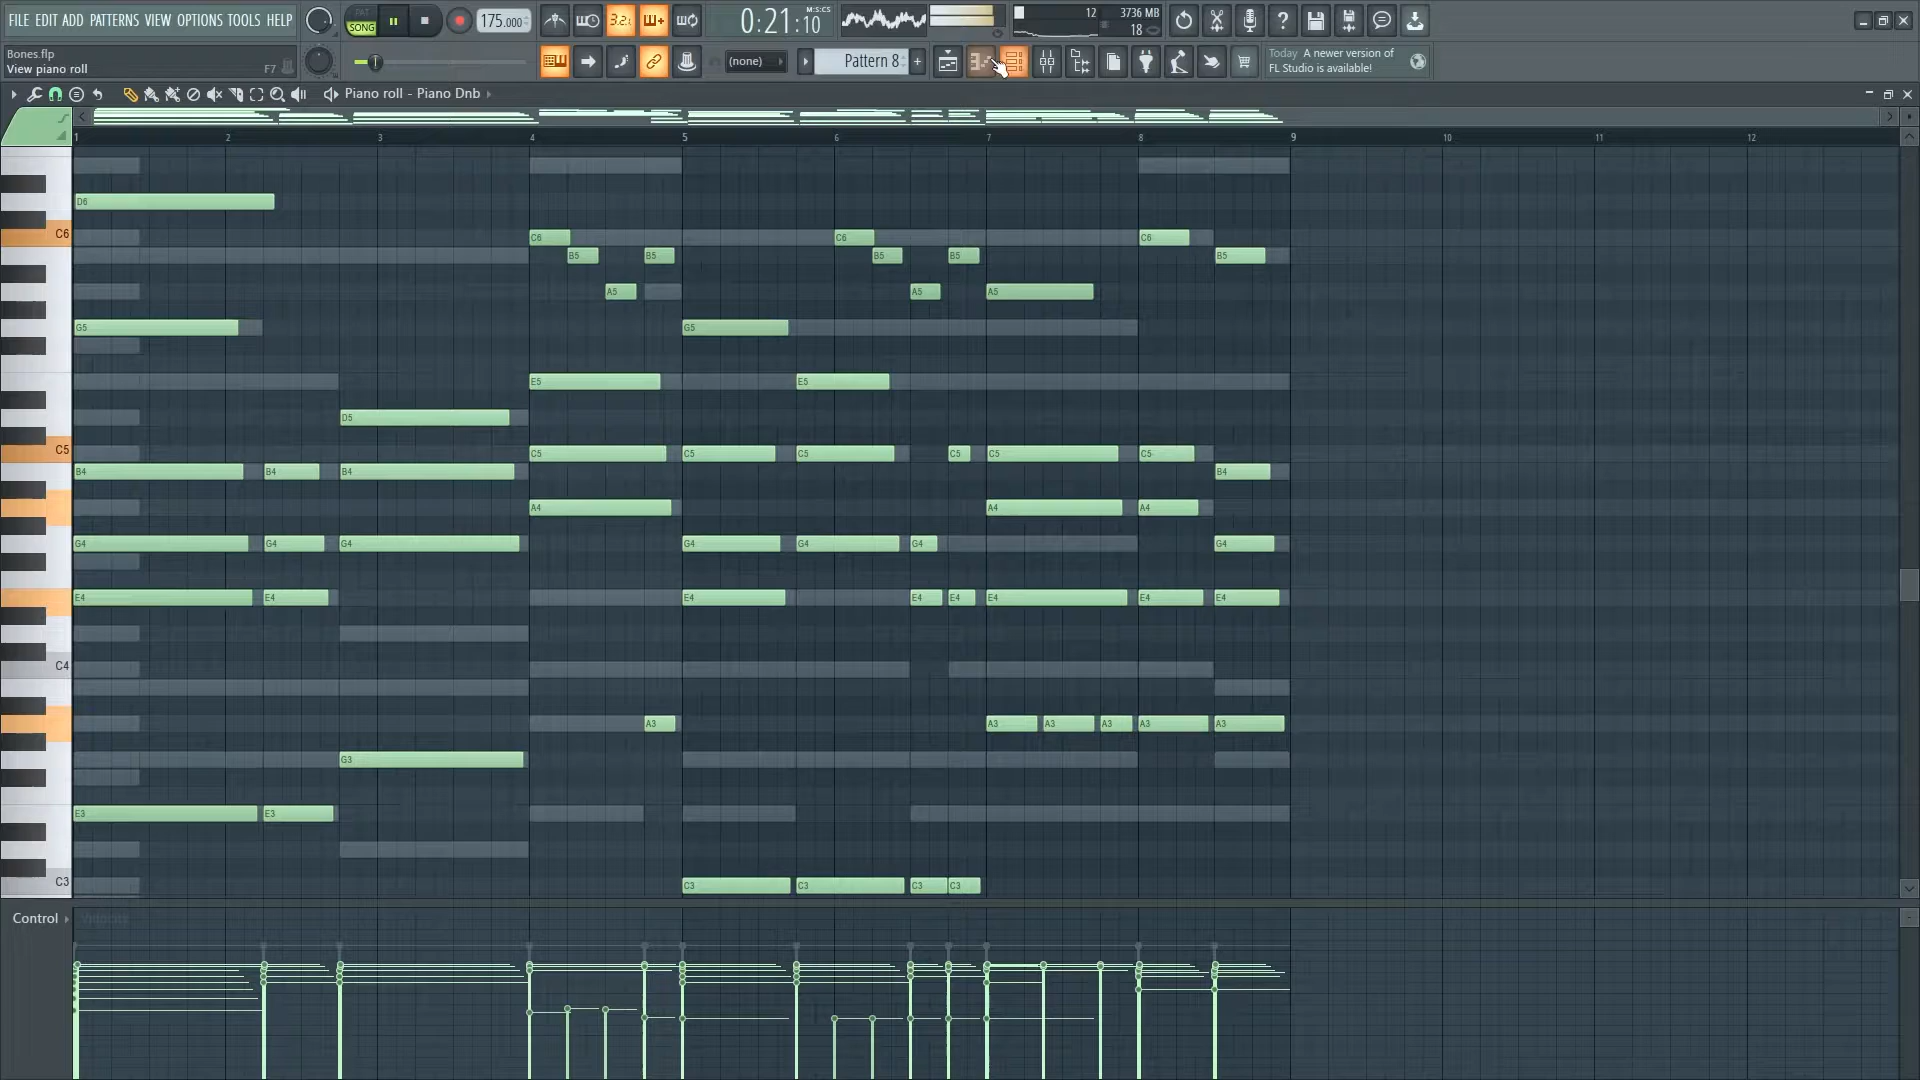 FILE EDIT ADD PATTERNS VIEW OPTIONS TOOLS HELP
PAT
SONG
175.000
3.2.
0:21:10
M:S:CS
12
3736 MB
18
Bones.flp
View piano roll
F7
(none)
Pattern 8
+
Today A newer version of
FL Studio is available!
Piano roll - Piano Dnb
1 2 3 4 5 6 7 8 9 10 11 12
D6
C6 C6 C6 C6
B5 B5 B5 B5 B5
A5 A5 A5
G5 G5
E5 E5
D5
C5 C5 C5 C5 C5 C5 C5
B4 B4 B4 B4
A4 A4 A4
G4 G4 G4 G4 G4 G4 G4
E4 E4 E4 E4 E4 E4 E4 E4
C4
A3 A3 A3 A3 A3 A3
G3
E3 E3
C3 C3 C3 C3 C3
Control
Velocity